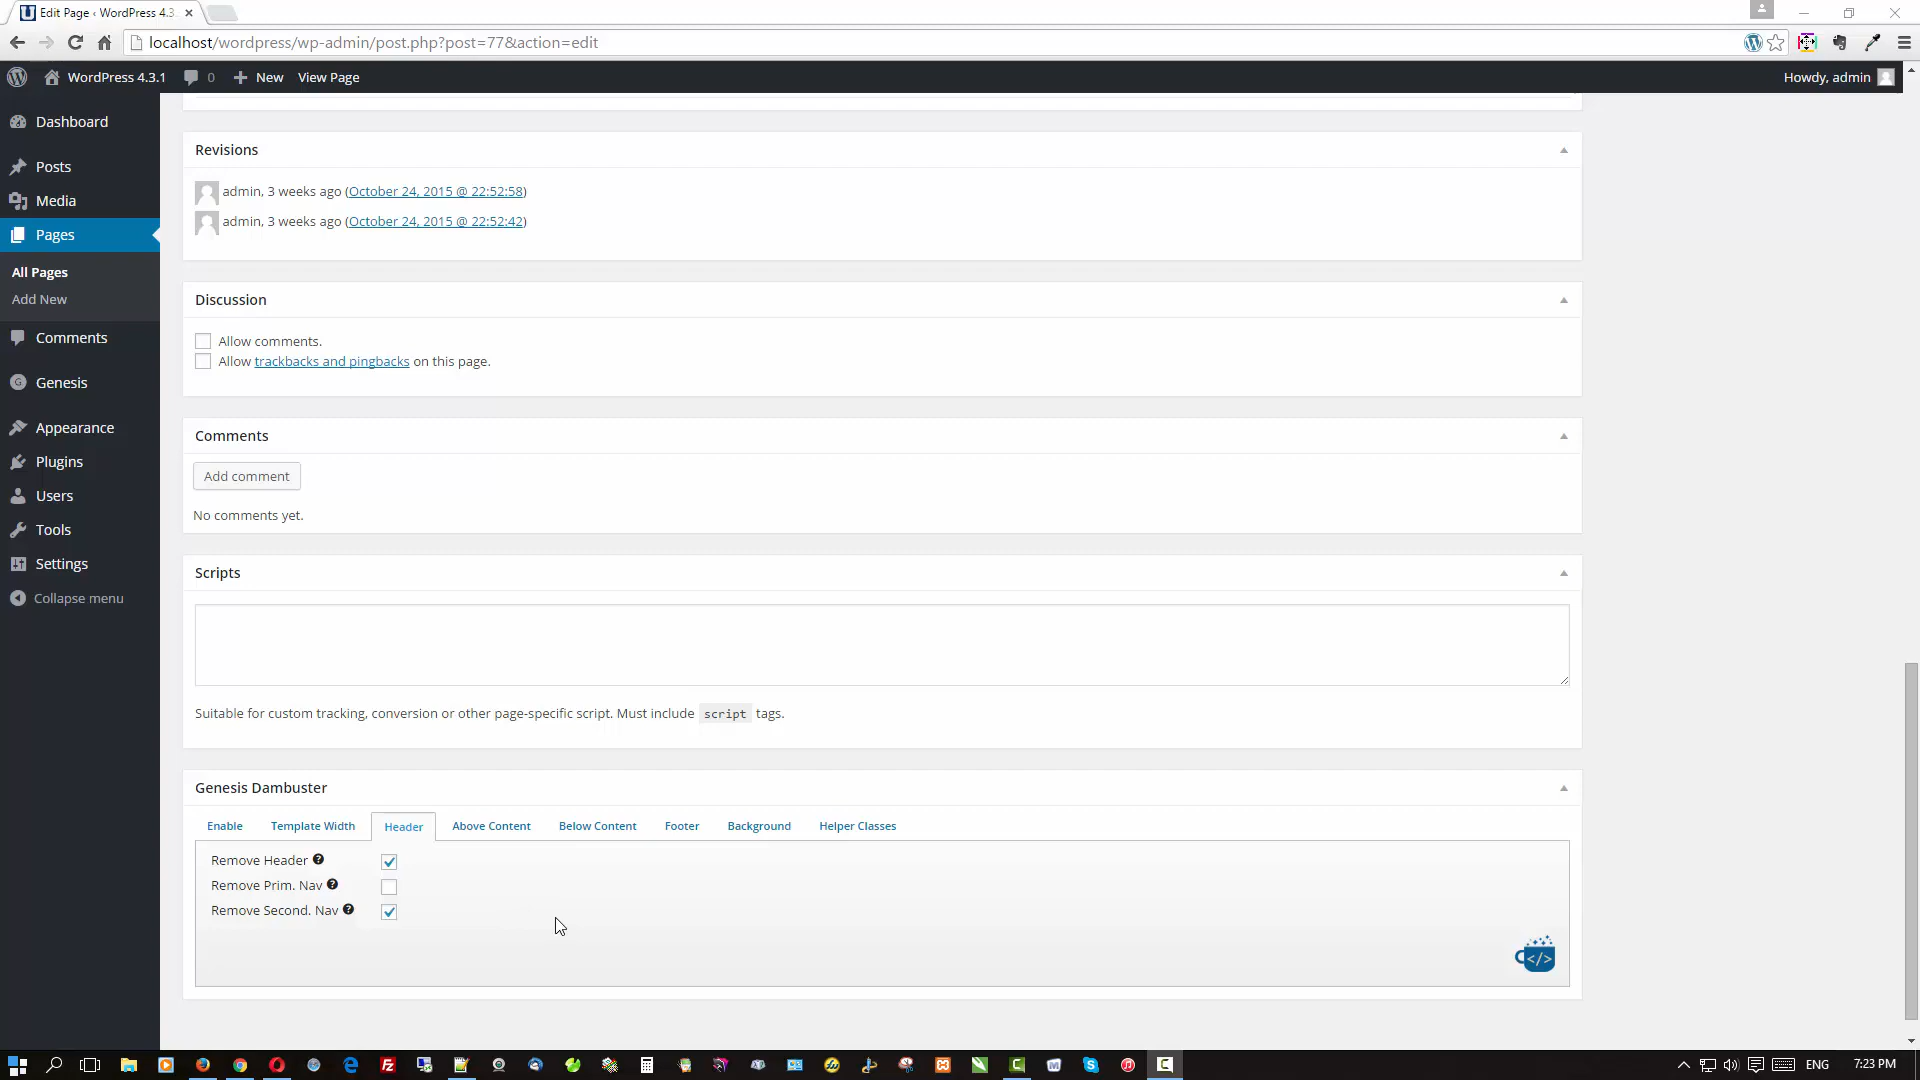 Edit Page ‹ WordPress 4.3.
localhost/wordpress/wp-admin/post.php?post=77&action=edit
WordPress 4.3.1
0
New
View Page
Howdy, admin
Dashboard
Posts
Media
Pages
All Pages
Add New
Comments
Genesis
Appearance
Plugins
Users
Tools
Settings
Collapse menu
Revisions
admin, 3 weeks ago (October 24, 2015 @ 22:52:58)
admin, 3 weeks ago (October 24, 2015 @ 22:52:42)
Discussion
Allow comments.
Allow trackbacks and pingbacks on this page.
Comments
Add comment
No comments yet.
Scripts
Suitable for custom tracking, conversion or other page-specific script. Must include script tags.
Genesis Dambuster
Enable
Template Width
Header
Above Content
Below Content
Footer
Background
Helper Classes
Remove Header
Remove Prim. Nav
Remove Second. Nav
</>
ENG
7:23 PM